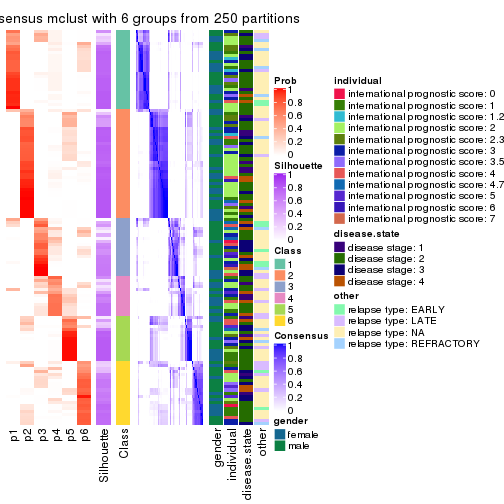 sensus mclust with 6 groups from 250 partitions
Prob
1
0.8
0.6
0.4
0.2
0
Silhouette
1
0.8
0.6
0.4
0.2
0
Class
1
2
3
4
5
6
Consensus
1
0.8
0.6
0.4
0.2
0
gender
female
male
individual
international prognostic score: 0
international prognostic score: 1
international prognostic score: 1.2
international prognostic score: 2
international prognostic score: 2.3
international prognostic score: 3
international prognostic score: 3.5
international prognostic score: 4
international prognostic score: 4.7
international prognostic score: 5
international prognostic score: 6
international prognostic score: 7
disease.state
disease stage: 1
disease stage: 2
disease stage: 3
disease stage: 4
other
relapse type: EARLY
relapse type: LATE
relapse type: NA
relapse type: REFRACTORY
p1
p2
p3
p4
p5
p6
Silhouette
Class
gender
individual
disease.state
other